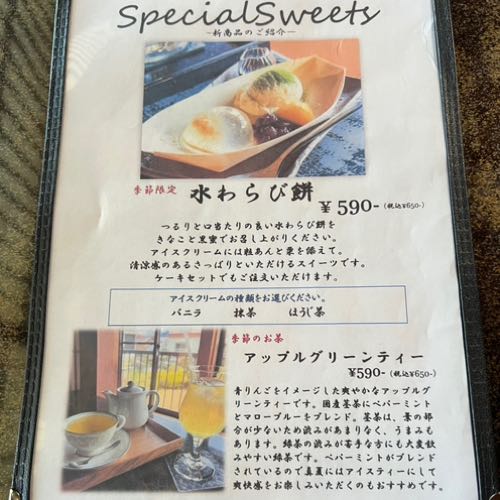 SpecialSweets
~新商品のご紹介~
季節限定
水わらび餅
¥590-(税込¥650-)
つるりと口当たりの良い水わらび餅を
きなこと黒蜜でお召し上がりください。
アイスクリームには粒あんと栗を添えて。
清涼感のあるさっぱりといただけるスイーツです。
ケーキセットでもご注文いただけます。
アイスクリームの種類をお選びください。
バニラ 抹茶 ほうじ茶
季節のお茶
アップルグリーンティー
¥590-(税込¥650-)
青りんごをイメージした爽やかなアップルグ
リーンティーです。国産茎茶にペパーミント
とマローブルーをブレンド。茎茶は、葉の部
分が少ないため渋みがあまりなく、うまみも
あります。緑茶の渋みが苦手な方にも大変飲
みやすい緑茶です。ペパーミントがブレンド
されているので真夏にはアイスティーにして
爽快感をお楽しみいただくのもおすすめです。